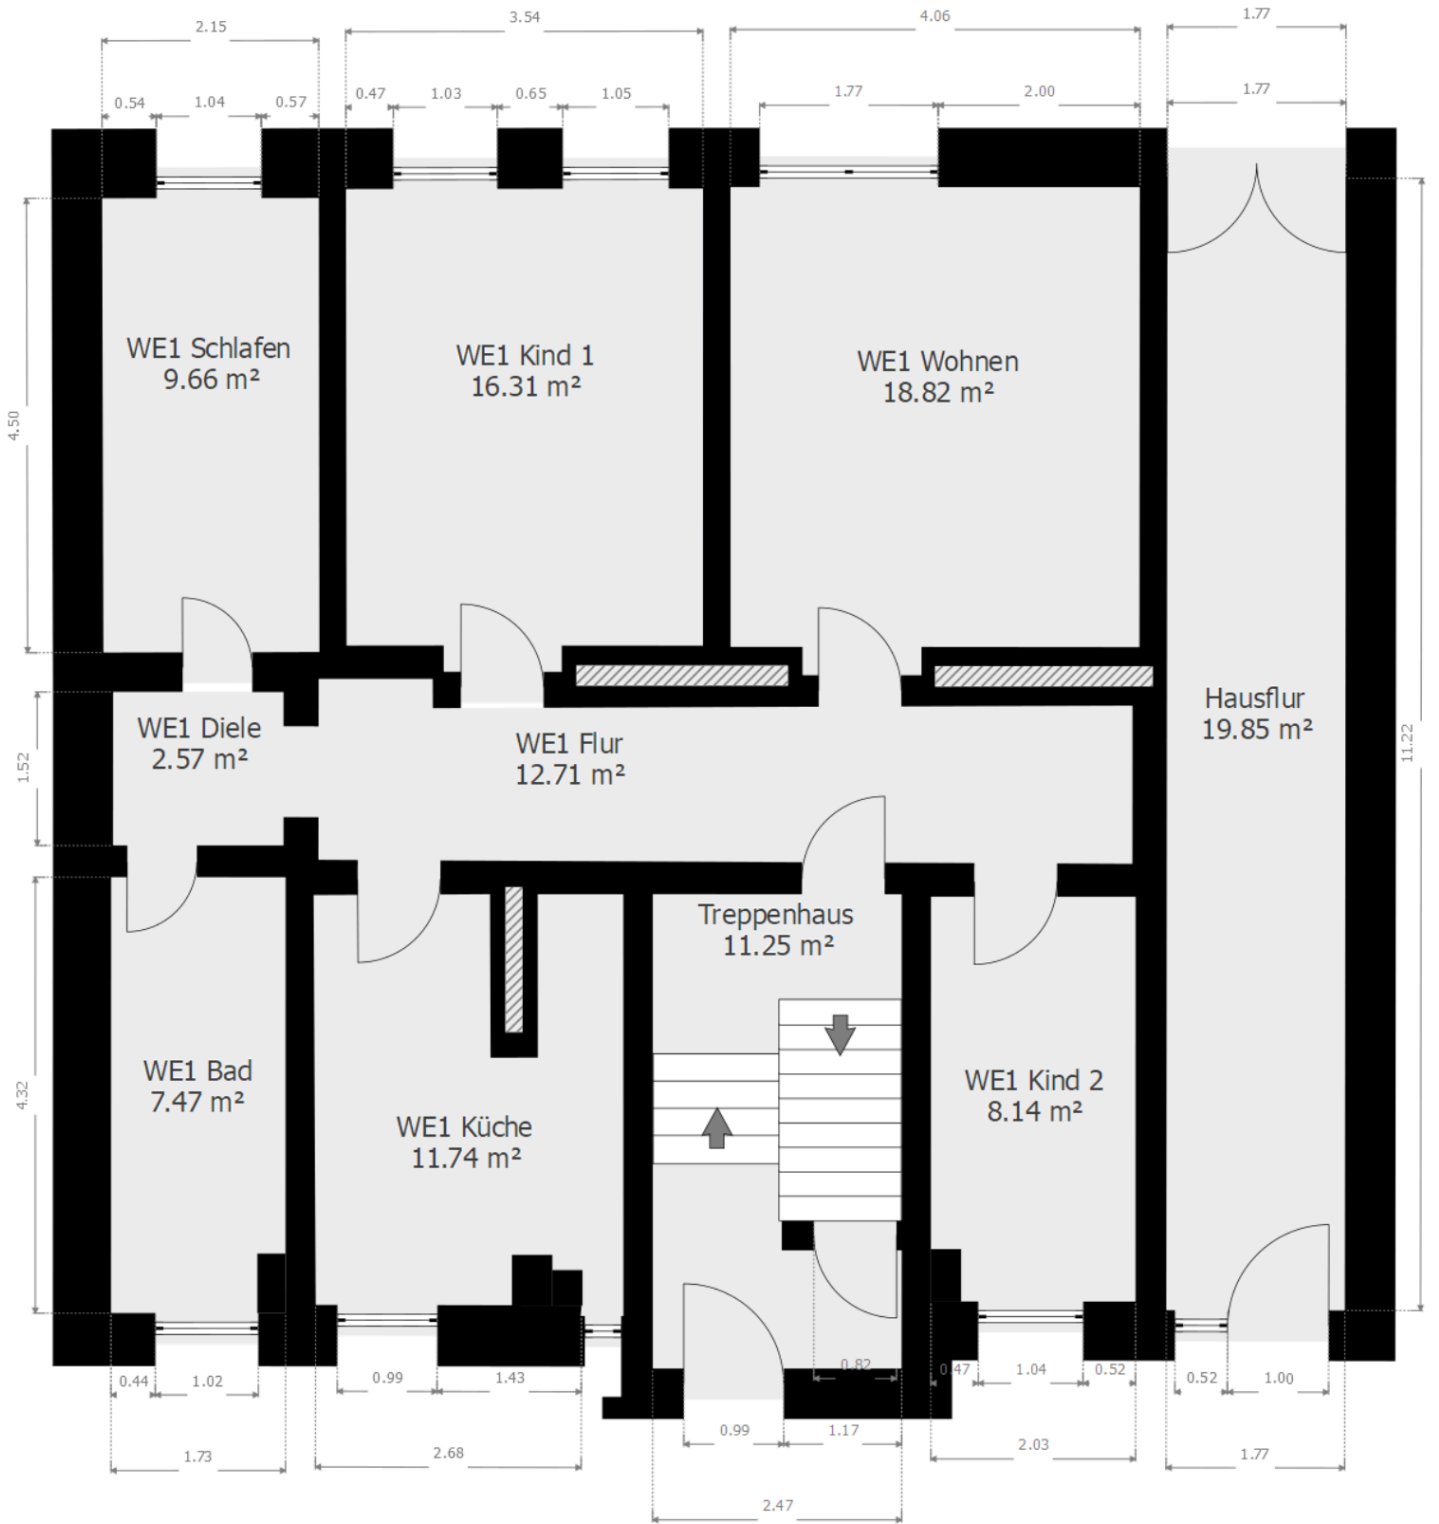 2.15
3.54
4.06
1.77
0.54
1.04
0.57
0.47
1.03
0.65
1.05
1.77
2.00
1.77
4.50
WE1 Schlafen
9.66 m²
WE1 Kind 1
16.31 m²
WE1 Wohnen
18.82 m²
Hausflur
19.85 m²
11.22
WE1 Diele
2.57 m²
WE1 Flur
12.71 m²
1.52
Treppenhaus
11.25 m²
4.32
WE1 Bad
7.47 m²
WE1 Küche
11.74 m²
WE1 Kind 2
8.14 m²
0.44
1.02
0.99
1.43
0.82
0.47
1.04
0.52
0.52
1.00
0.99
1.17
1.73
2.68
2.03
1.77
2.47